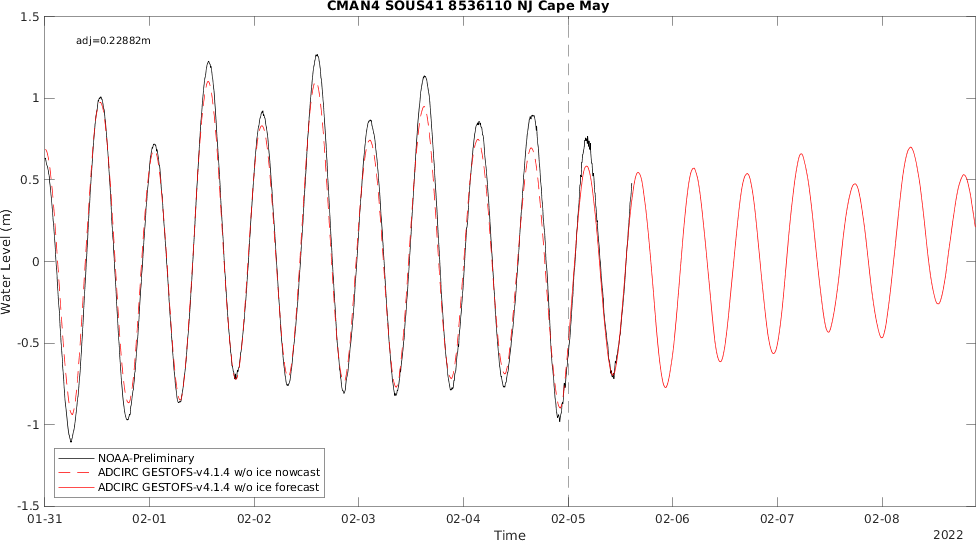 CMAN4 SOUS41 8536110 NJ Cape May
adj=0.22882m
1.5
1
0.5
0
-0.5
-1
-1.5
Water Level (m)
NOAA-Preliminary
ADCIRC GESTOFS-v4.1.4 w/o ice nowcast
ADCIRC GESTOFS-v4.1.4 w/o ice forecast
01-31 02-01 02-02 02-03 02-04 02-05 02-06 02-07 02-08
Time
2022